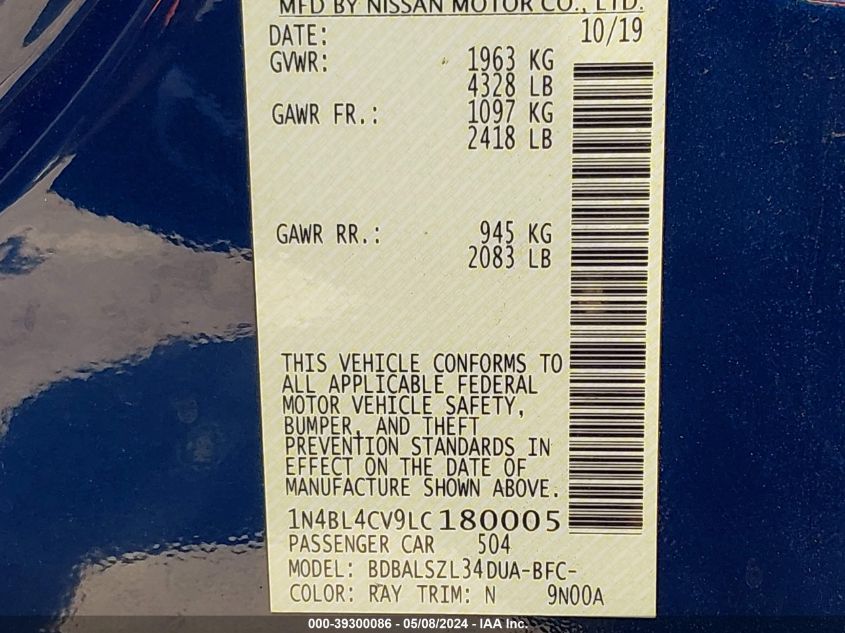 MFD BY NISSAN MOTOR CO., LTD.
DATE: 10/19
GVWR: 1963 KG
4328 LB
GAWR FR.: 1097 KG
2418 LB
GAWR RR.: 945 KG
2083 LB
THIS VEHICLE CONFORMS TO
ALL APPLICABLE FEDERAL
MOTOR VEHICLE SAFETY,
BUMPER, AND THEFT
PREVENTION STANDARDS IN
EFFECT ON THE DATE OF
MANUFACTURE SHOWN ABOVE.
1N4BL4CV9LC180005
PASSENGER CAR 504
MODEL: BDBALSZL34DUA-BFC-
COLOR: RAY TRIM: N 9N00A
000-39300086 - 05/08/2024 - IAA Inc.